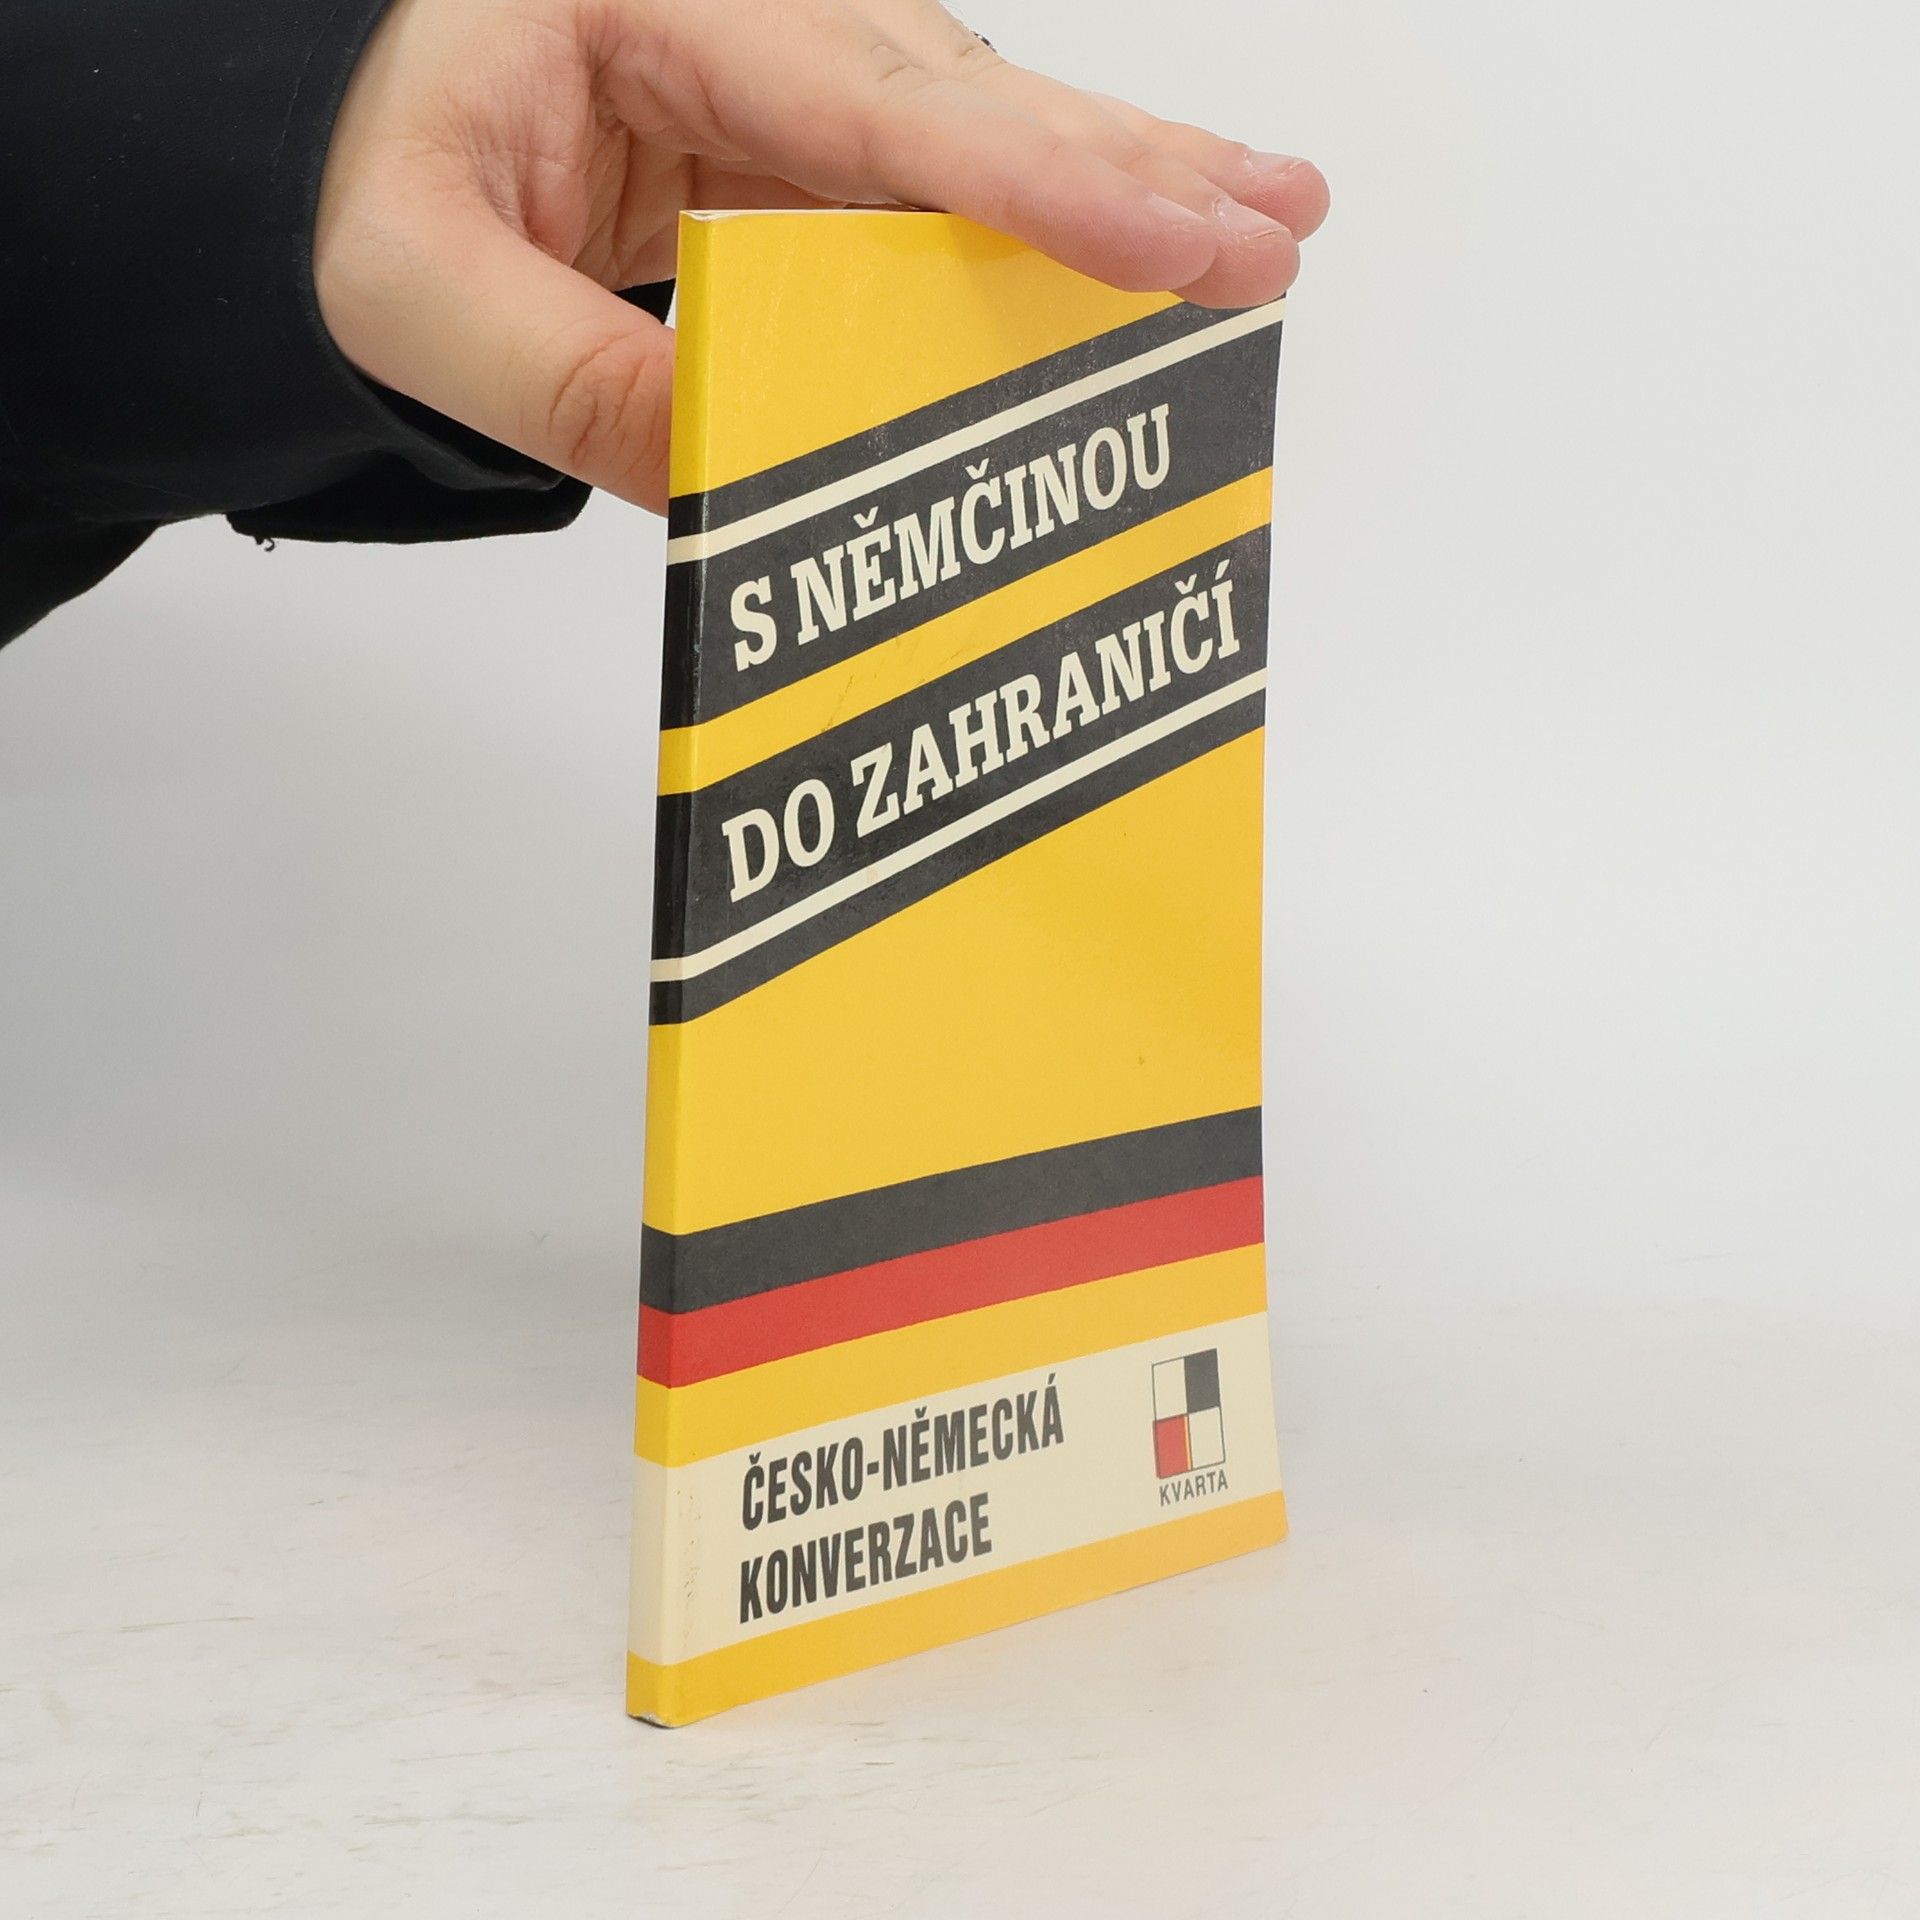 S NĚMČINOU
DO ZAHRANIČÍ
ČESKO-NĚMECKÁ
KONVERZACE
KVARTA